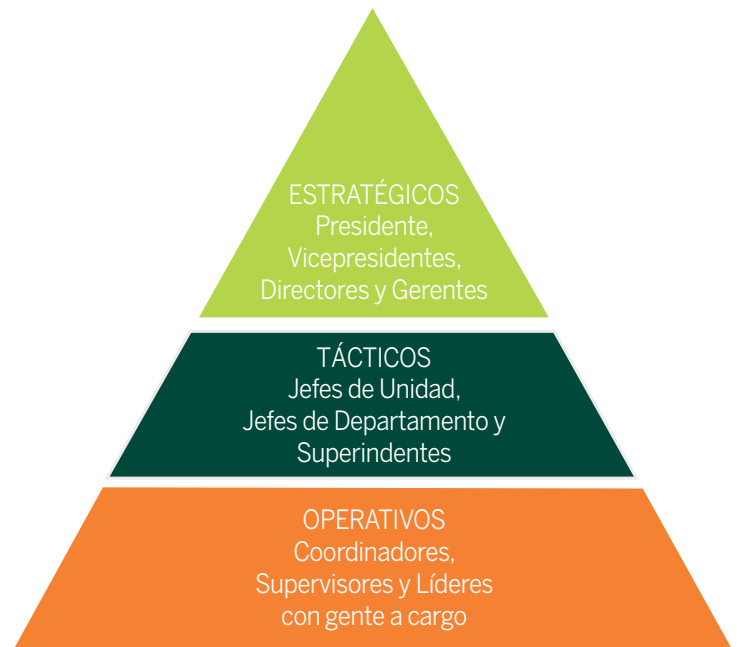 ESTRATÉGICOS
Presidente,
Vicepresidentes,
Directores y Gerentes
TÁCTICOS
Jefes de Unidad,
Jefes de Departamento y
Superindentes
OPERATIVOS
Coordinadores,
Supervisores y Líderes
con gente a cargo